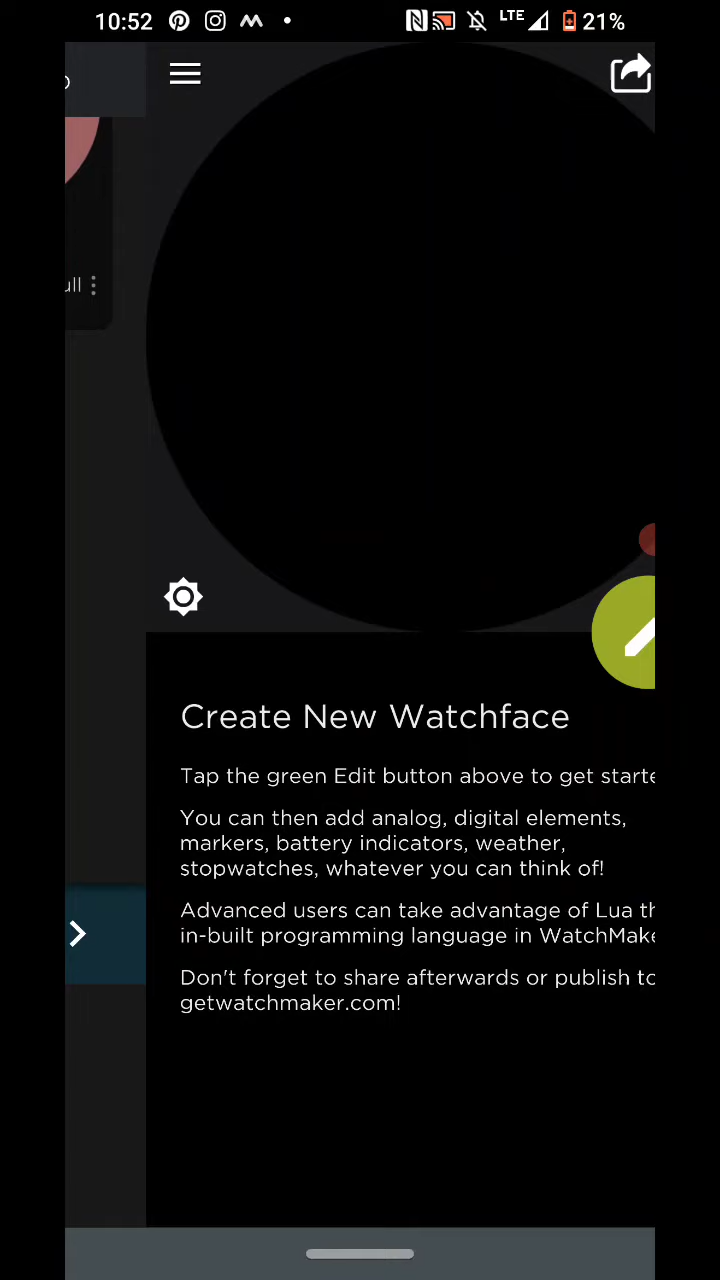 10:52 LTE 21%
ull
Create New Watchface
Tap the green Edit button above to get starte
You can then add analog, digital elements,
markers, battery indicators, weather,
stopwatches, whatever you can think of!
Advanced users can take advantage of Lua th
in-built programming language in WatchMake
Don't forget to share afterwards or publish to
getwatchmaker.com!